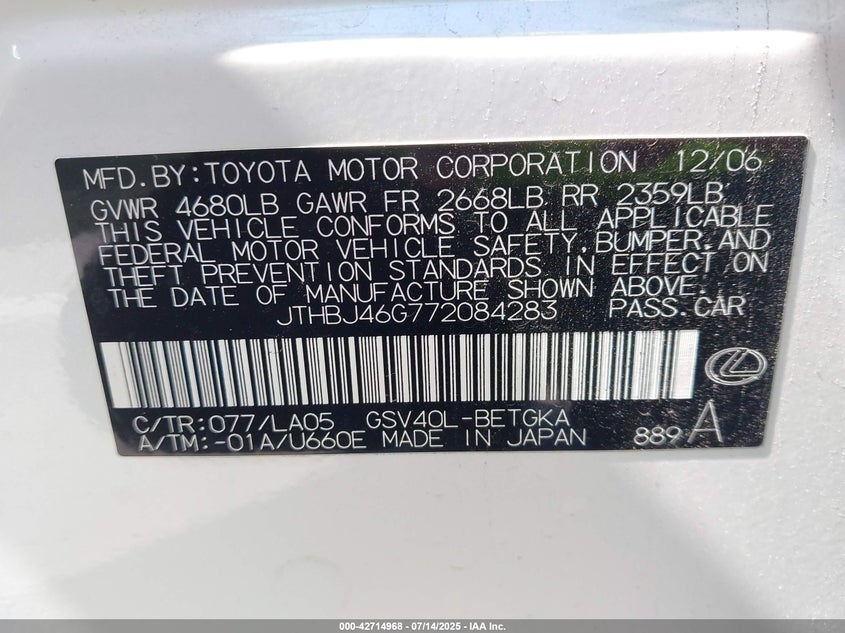 MFD.BY:TOYOTA MOTOR CORPORATION 12/06
GVWR 4680LB GAWR FR 2668LB RR 2359LB
THIS VEHICLE CONFORMS TO ALL APPLICABLE
FEDERAL MOTOR VEHICLE SAFETY,BUMPER,AND
THEFT PREVENTION STANDARDS IN EFFECT ON
THE DATE OF MANUFACTURE SHOWN ABOVE.
JTHBJ46G772084283 PASS.CAR
C/TR:077/LA05 GSV40L-BETGKA
A/TM:-01A/U660E MADE IN JAPAN 889 A
000-42714968 - 07/14/2025 - IAA Inc.